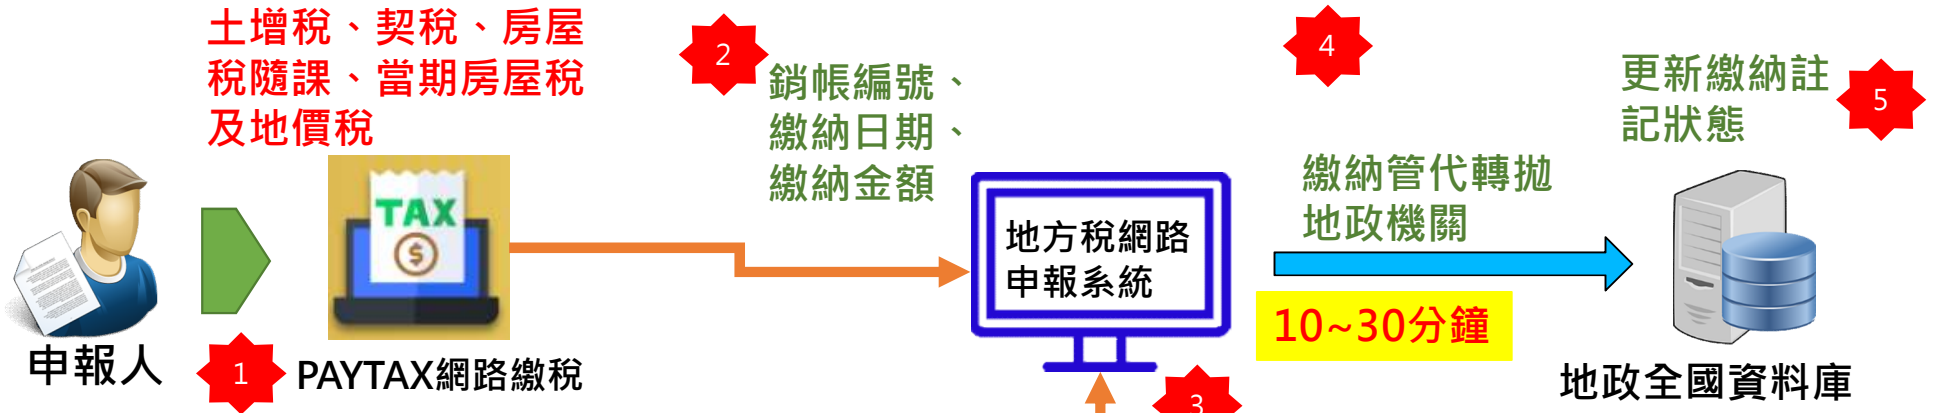 土增稅、契稅、房屋
稅隨課、當期房屋稅
及地價稅
2
銷帳編號、
繳納日期、
繳納金額
4
更新繳納註
記狀態
5
繳納管代轉拋
地政機關
TAX
$
地方稅網路
申報系統
10~30分鐘
申報人
1
PAYTAX網路繳稅
3
地政全國資料庫